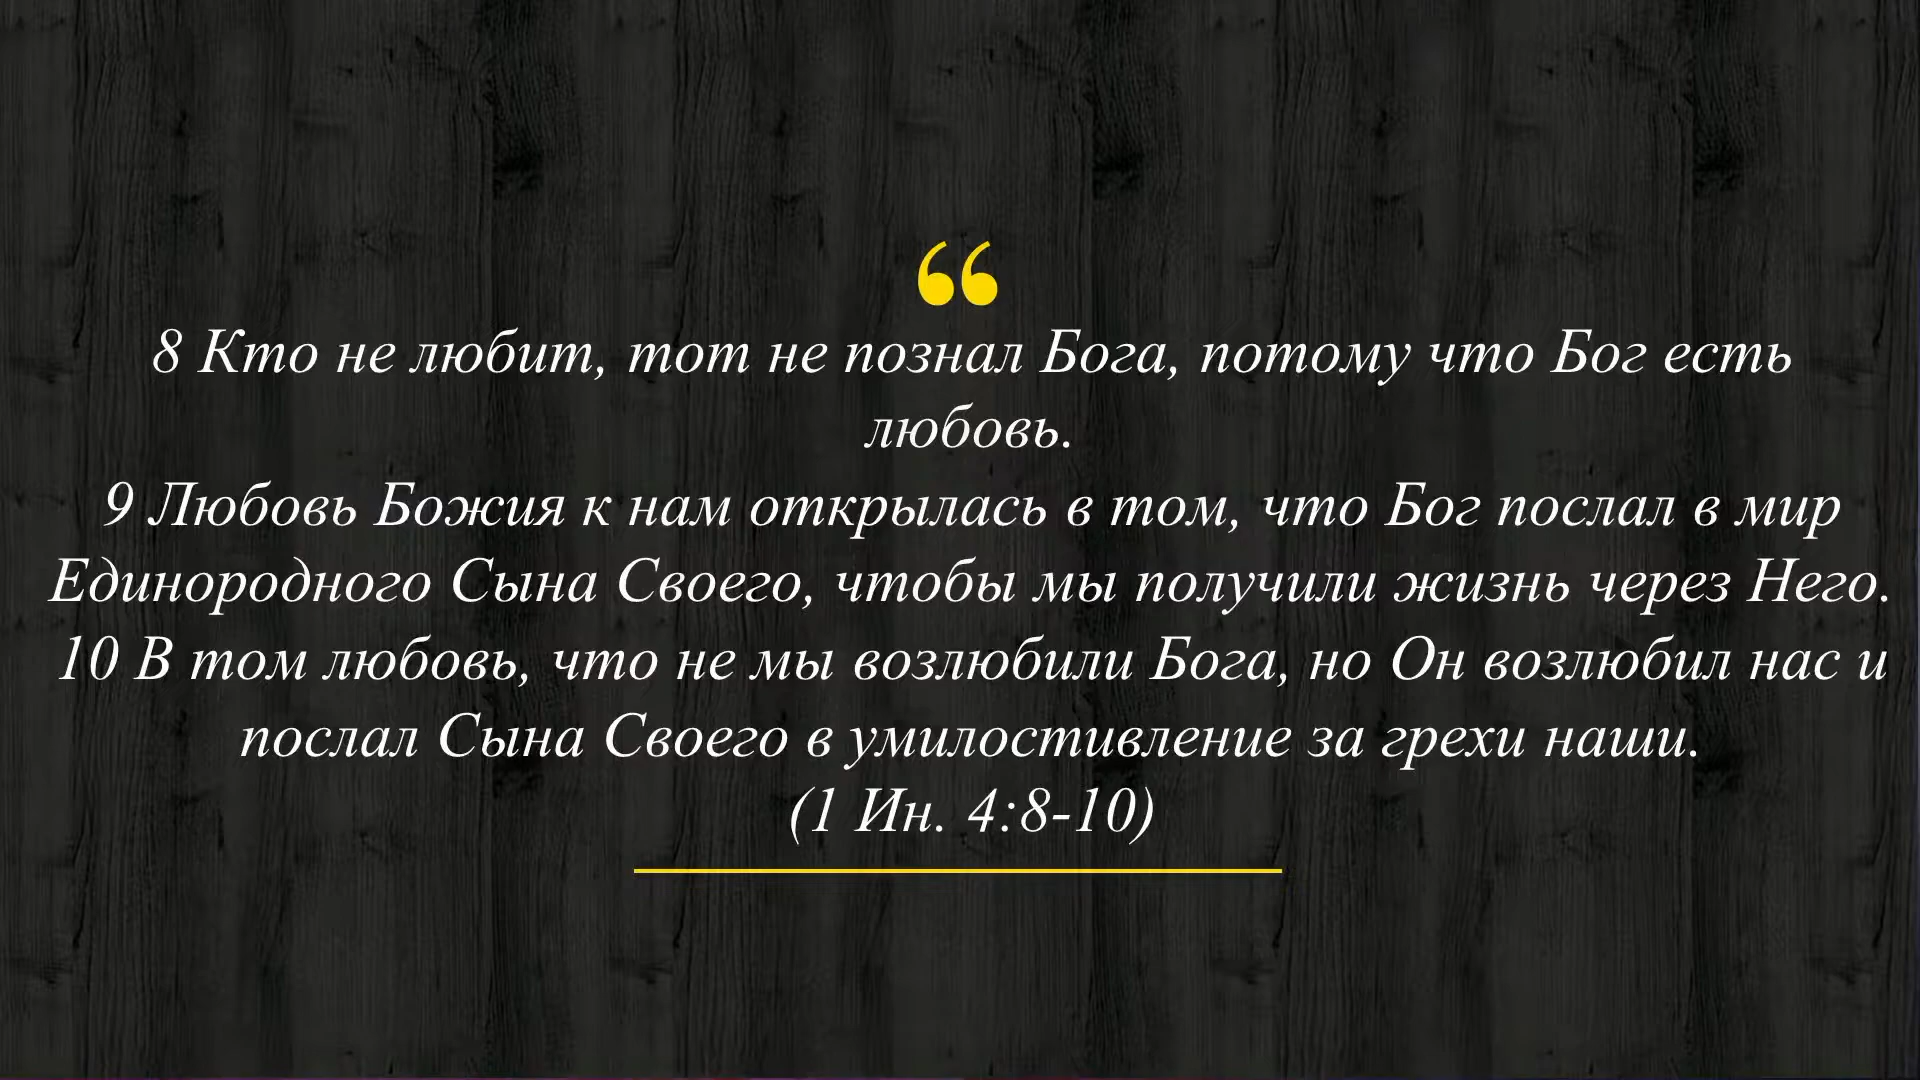 “
8 Кто не любит, тот не познал Бога, потому что Бог есть
любовь.
9 Любовь Божия к нам открылась в том, что Бог послал в мир
Единородного Сына Своего, чтобы мы получили жизнь через Него.
10 В том любовь, что не мы возлюбили Бога, но Он возлюбил нас и
послал Сына Своего в умилостивление за грехи наши.
(1 Ин. 4:8-10)